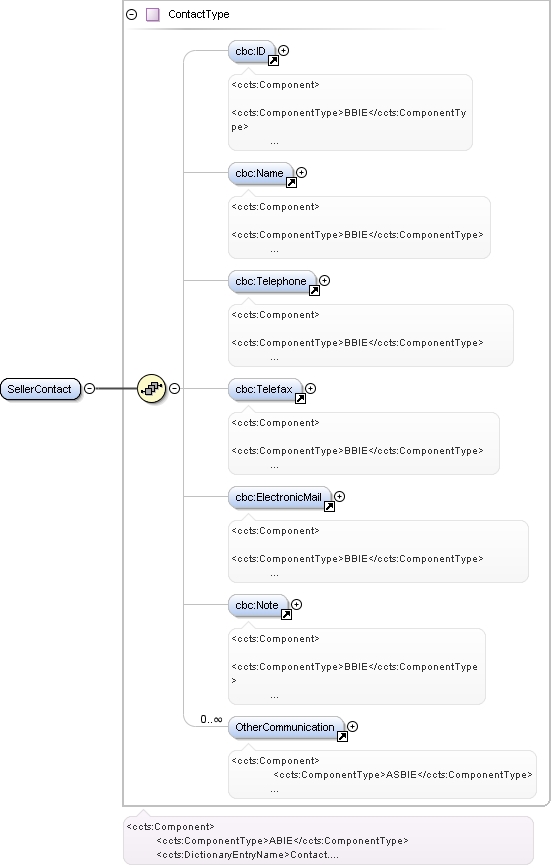 ContactType
cbc:ID
<ccts:Component>
<ccts:ComponentType>BBIE</ccts:ComponentTy
pe>
...
cbc:Name
<ccts:Component>
<ccts:ComponentType>BBIE</ccts:ComponentType>
...
cbc:Telephone
<ccts:Component>
<ccts:ComponentType>BBIE</ccts:ComponentType>
...
SellerContact
cbc:Telefax
<ccts:Component>
<ccts:ComponentType>BBIE</ccts:ComponentType>
...
cbc:ElectronicMail
<ccts:Component>
<ccts:ComponentType>BBIE</ccts:ComponentType>
...
cbc:Note
<ccts:Component>
<ccts:ComponentType>BBIE</ccts:ComponentType
>
...
0..∞
OtherCommunication
<ccts:Component>
<ccts:ComponentType>ASBIE</ccts:ComponentType>
...
<ccts:Component>
<ccts:ComponentType>ABIE</ccts:ComponentType>
<ccts:DictionaryEntryName>Contact....